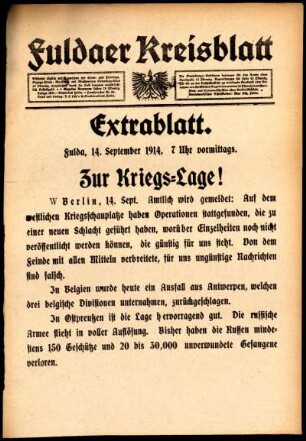 Fuldaer Kreisblatt
Extrablatt.
Fulda, 14. September 1914. 7 Uhr vormittags.
Zur Kriegs-Lage!
W Berlin, 14. Sept. Amtlich wird gemeldet: Auf dem
westlichen Kriegschauplatz haben Operationen stattgefunden, die zu
einer neuen Schlacht geführt haben, worüber Einzelheiten noch nicht
veröffentlicht werden können, die günstig für uns steht. Von dem
Feinde mit allen Mitteln verbreitete, für uns ungünstige Nachrichten
sind falsch.
In Belgien wurde heute ein Ausfall aus Antwerpen, welchen
drei belgische Divisionen unternahmen, zurückgeschlagen.
In Ostpreußen ist die Lage hervorragend gut. Die russische
Armee flieht in voller Auflösung. Bisher haben die Russen minde-
stens 150 Geschütze und 20 bis 30,000 unverwundete Gefangene
verloren.